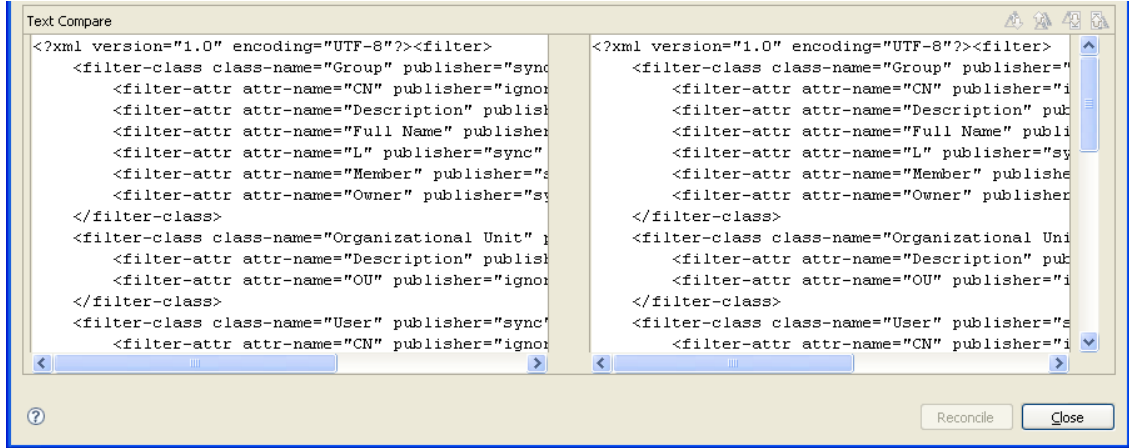 Text Compare
<?xml version="1.0" encoding="UTF-8"?><filter>
<filter-class class-name="Group" publisher="sync
<filter-attr attr-name="CN" publisher="ignor
<filter-attr attr-name="Description" publish
<filter-attr attr-name="Full Name" publisher
<filter-attr attr-name="L" publisher="sync"
<filter-attr attr-name="Member" publisher="s
<filter-attr attr-name="Owner" publisher="sy
</filter-class>
<filter-class class-name="Organizational Unit" p
<filter-attr attr-name="Description" publish
<filter-attr attr-name="OU" publisher="ignor
</filter-class>
<filter-class class-name="User" publisher="sync"
<filter-attr attr-name="CN" publisher="ignor
<?xml version="1.0" encoding="UTF-8"?><filter>
<filter-class class-name="Group" publisher="
<filter-attr attr-name="CN" publisher="i
<filter-attr attr-name="Description" pub
<filter-attr attr-name="Full Name" publi
<filter-attr attr-name="L" publisher="sy
<filter-attr attr-name="Member" publishe
<filter-attr attr-name="Owner" publisher
</filter-class>
<filter-class class-name="Organizational Uni
<filter-attr attr-name="Description" pub
<filter-attr attr-name="OU" publisher="i
</filter-class>
<filter-class class-name="User" publisher="s
<filter-attr attr-name="CN" publisher="i
Reconcile
Close